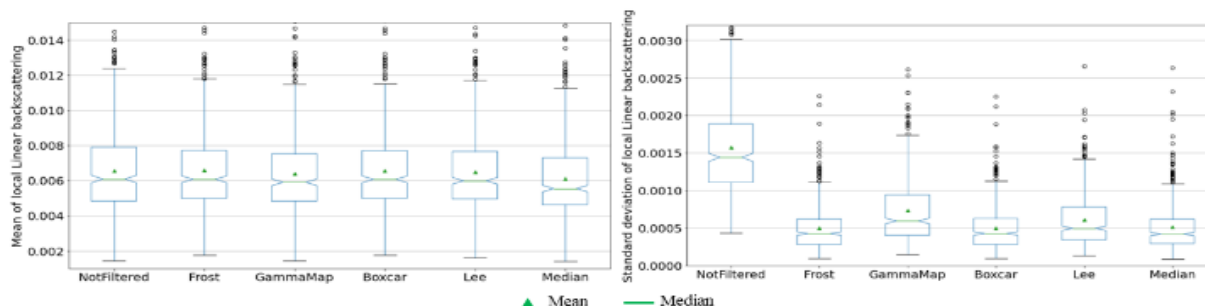 Mean of local Linear backscattering
0.014
0.012
0.010
0.008
0.006
0.004
0.002
NotFiltered Frost GammaMap Boxcar Lee Median
Standard deviation of local Linear backscattering
0.0030
0.0025
0.0020
0.0015
0.0010
0.0005
0.0000
NotFiltered Frost GammaMap Boxcar Lee Median
Mean Median